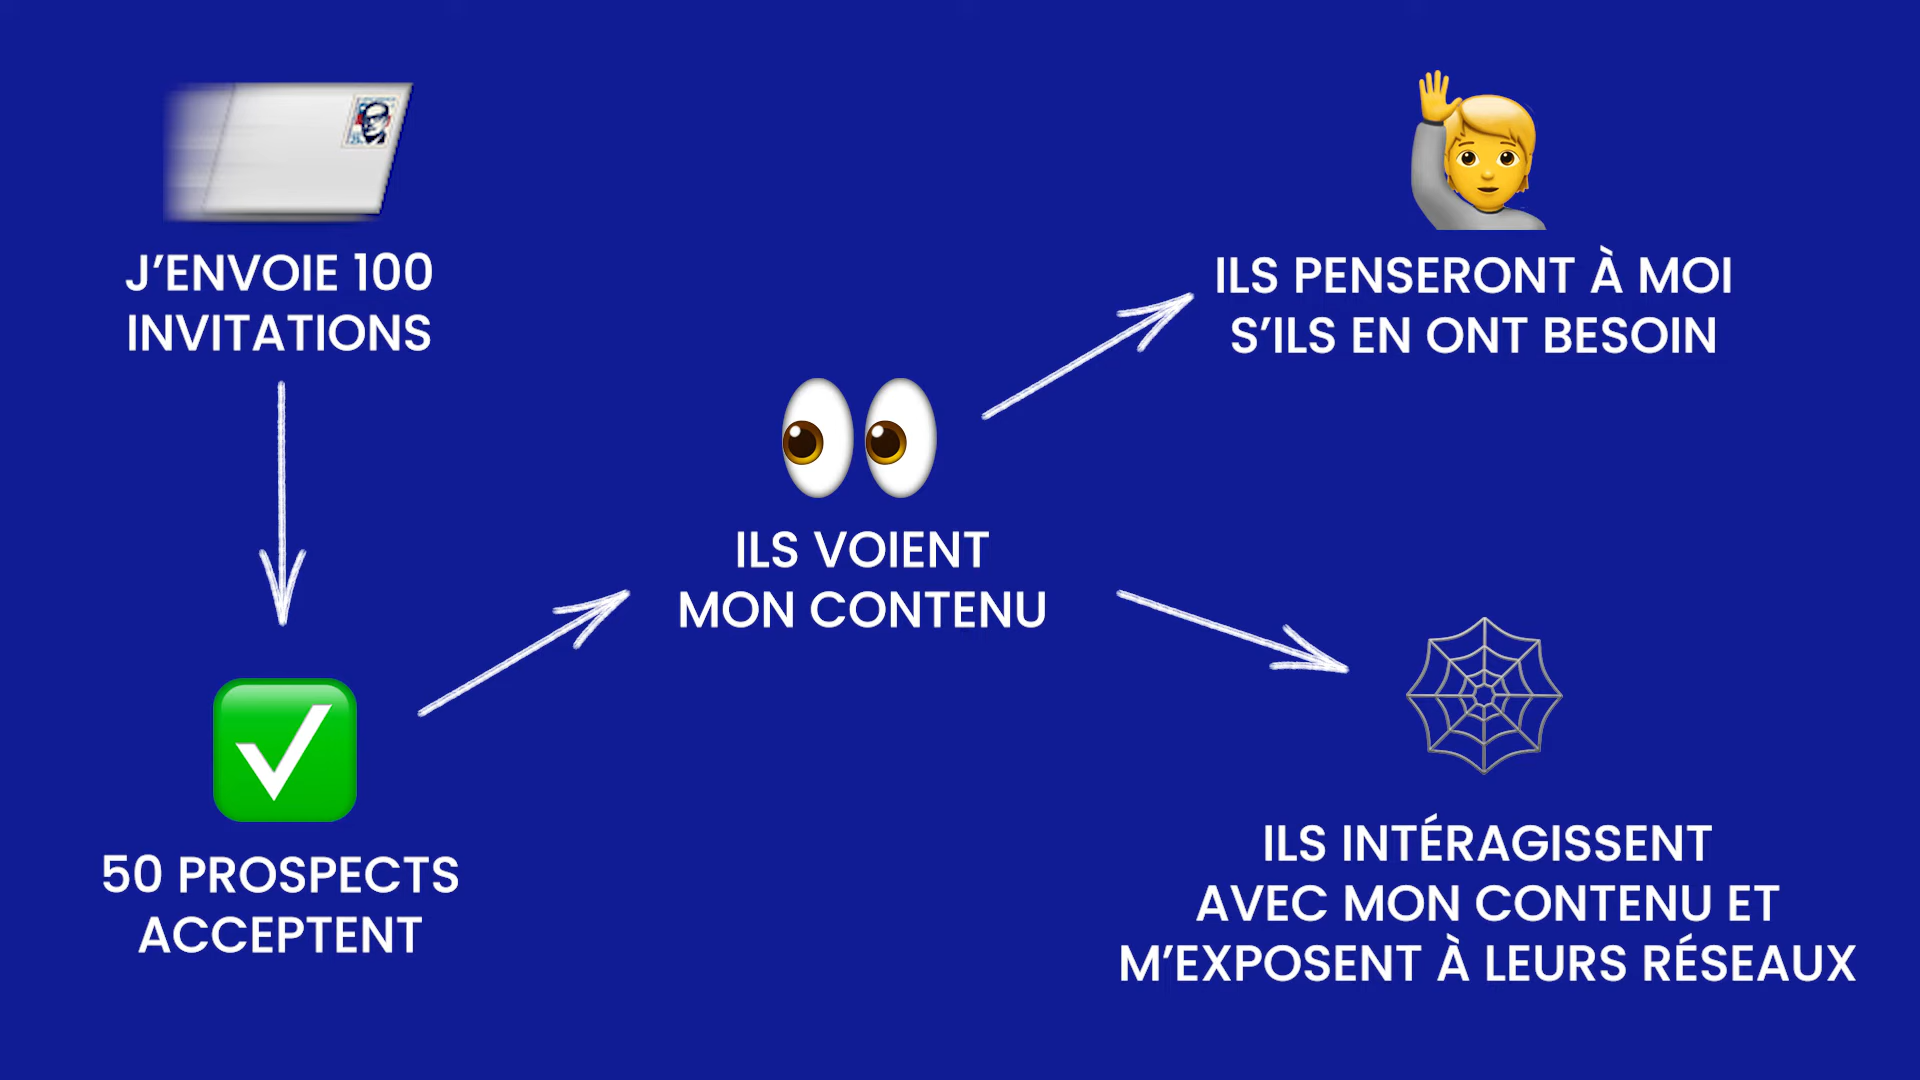 J’ENVOIE 100
INVITATIONS
50 PROSPECTS
ACCEPTENT
ILS VOIENT
MON CONTENU
ILS PENSERONT À MOI
S’ILS EN ONT BESOIN
ILS INTÉRAGISSENT
AVEC MON CONTENU ET
M’EXPOSENT À LEURS RÉSEAUX